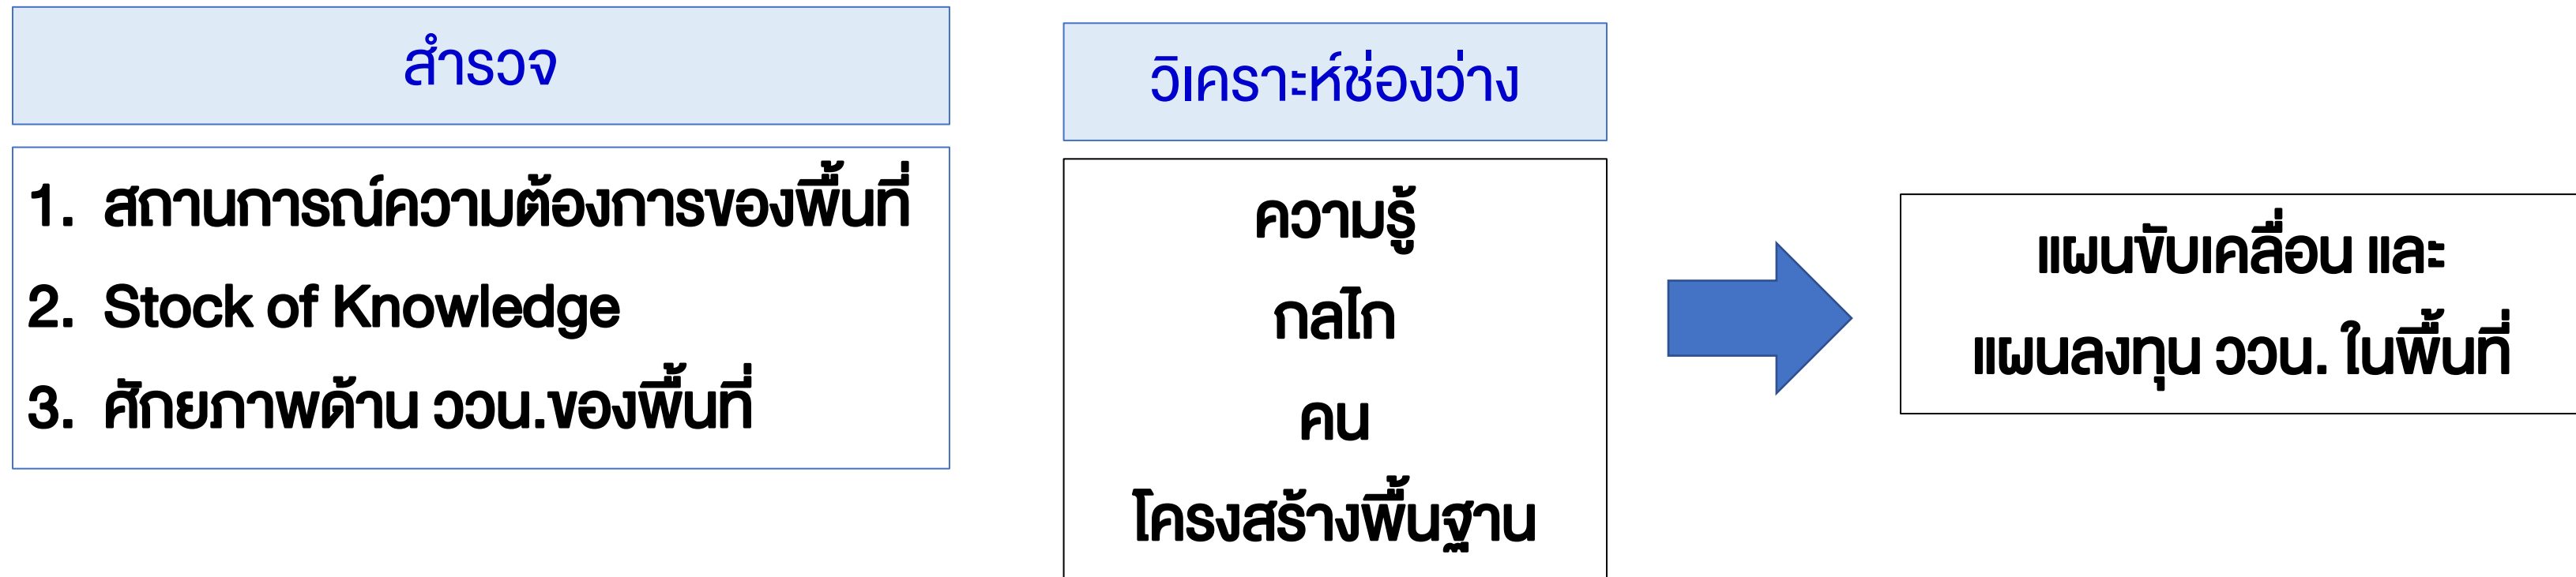 สำรวจ
1. สถานการณ์ความต้องการของพื้นที่
2. Stock of Knowledge
3. ศักยภาพด้าน ววน.ของพื้นที่
วิเคราะห์ช่องว่าง
ความรู้
กลไก
คน
โครงสร้างพื้นฐาน
แผนขับเคลื่อน และ
แผนลงทุน ววน. ในพื้นที่